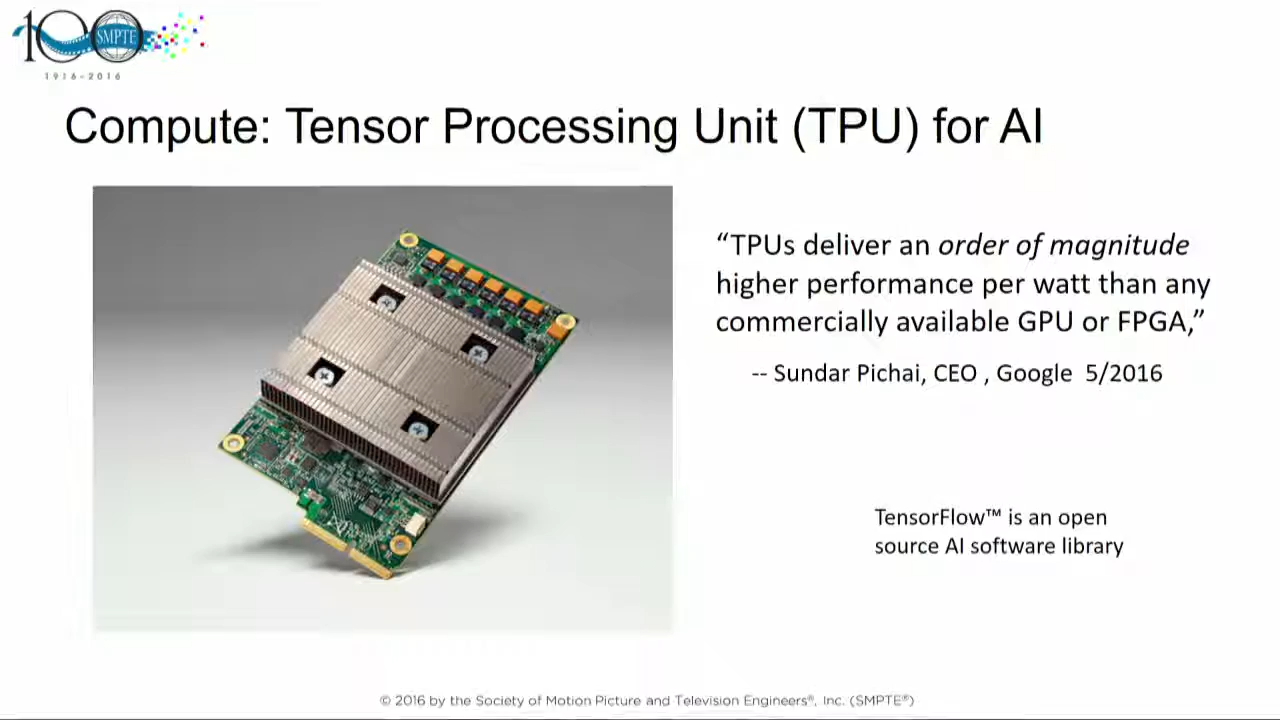 100 SMPTE
1916-2016
Compute: Tensor Processing Unit (TPU) for AI
“TPUs deliver an order of magnitude
higher performance per watt than any
commercially available GPU or FPGA,”
-- Sundar Pichai, CEO , Google 5/2016
TensorFlow™ is an open
source AI software library
© 2016 by the Society of Motion Picture and Television Engineers®, Inc. (SMPTE®)